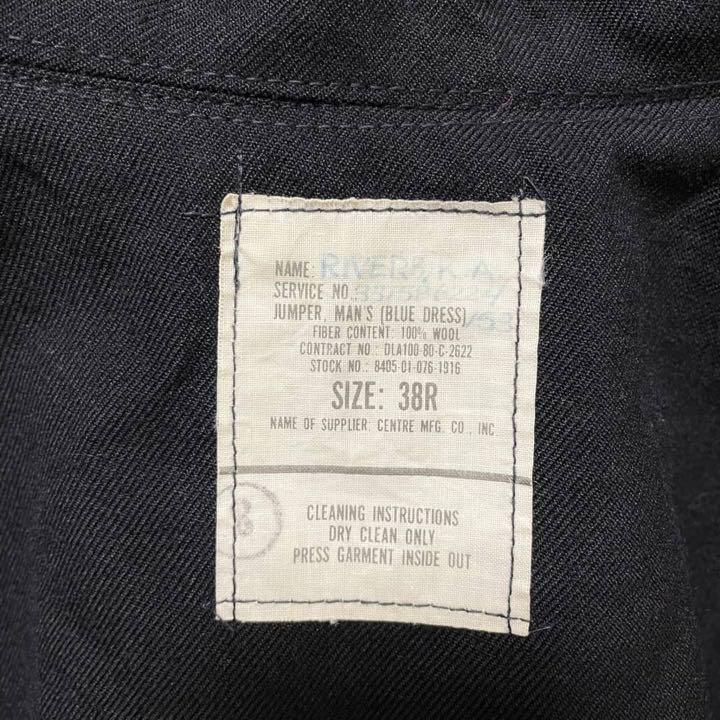 NAME: RIVERA, K.A.
SERVICE NO.
JUMPER, MAN'S (BLUE DRESS)
FIBER CONTENT: 100% WOOL
CONTRACT NO.: DLA100-80-C-2622
STOCK NO.: 8405-01-076-1916
SIZE: 38R
NAME OF SUPPLIER: CENTRE MFG. CO., INC.
CLEANING INSTRUCTIONS
DRY CLEAN ONLY
PRESS GARMENT INSIDE OUT